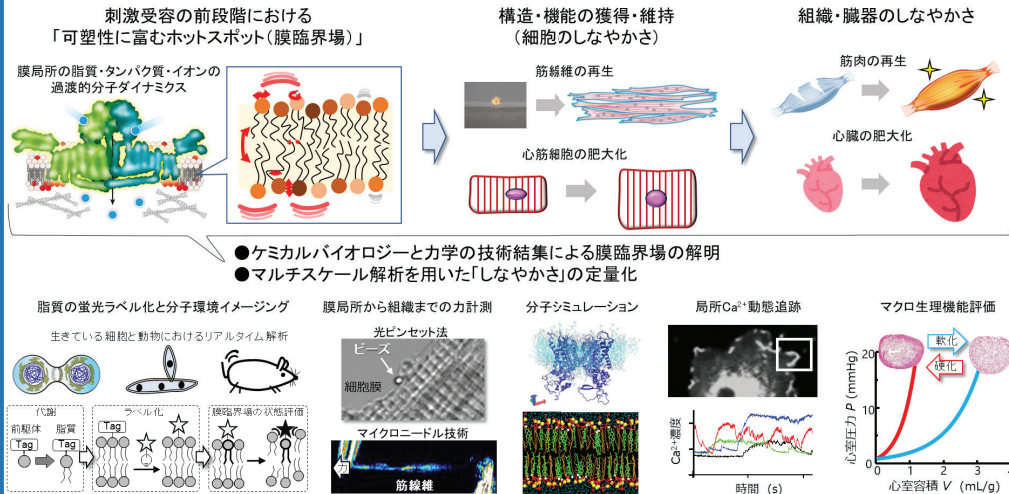 刺激受容の前段階における
「可塑性に富むホットスポット(膜臨界場)」
膜局所の脂質・タンパク質・イオンの
過渡的分子ダイナミクス
構造・機能の獲得・維持
(細胞のしなやかさ)
筋線維の再生
心筋細胞の肥大化
組織・臓器のしなやかさ
筋肉の再生
心臓の肥大化
●ケミカルバイオロジーと力学の技術結集による膜臨界場の解明
●マルチスケール解析を用いた「しなやかさ」の定量化
脂質の蛍光ラベル化と分子環境イメージング
生きている細胞と動物におけるリアルタイム解析
代謝
前駆体
脂質
Tag
Tag
ラベル化
Tag
膜臨界場の状態評価
膜局所から組織までの力計測
光ピンセット法
ビーズ
細胞膜
マイクロニードル技術
力
筋線維
分子シミュレーション
局所Ca²⁺動態追跡
Ca²⁺濃度
時間 (s)
マクロ生理機能評価
軟化
硬化
心室圧力 P (mmHg)
20
10
0
0
1
2
3
4
心室容積 V (mL/g)